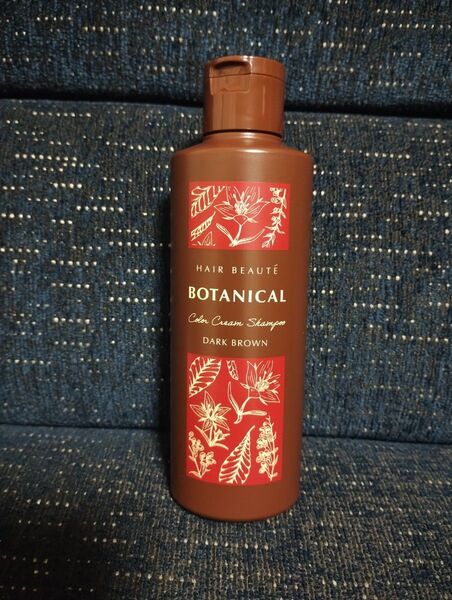 HAIR BEAUTÉ
BOTANICAL
Color Cream Shampoo
DARK BROWN